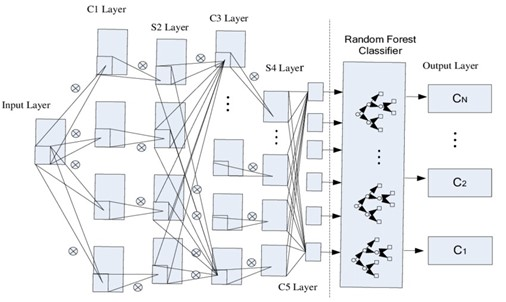 C1 Layer
C3 Layer
S2 Layer
Random Forest
Classifier
S4 Layer
Output Layer
Input Layer
CN
C2
C1
C5 Layer